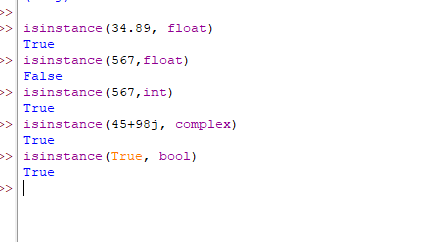 >>
>> isinstance(34.89, float)
True
>> isinstance(567,float)
False
>> isinstance(567,int)
True
>> isinstance(45+98j, complex)
True
>> isinstance(True, bool)
True
>>